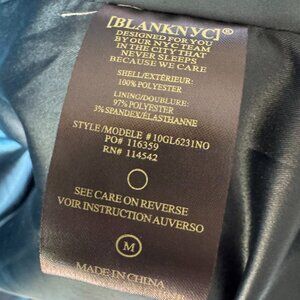 [BLANKNYC]®
DESIGNED FOR YOU
BY OUR NYC TEAM
IN THE CITY THAT
NEVER SLEEPS
BECAUSE WE CARE
SHELL/EXTÉRIEUR:
100% POLYESTER
LINING/DOUBLURE:
97% POLYESTER
3% SPANDEX/ELASTHANNE
STYLE/MODELE # 10GL6231NO
PO# 116359
RN# 114542
SEE CARE ON REVERSE
VOIR INSTRUCTION AUVERSO
M
MADE IN CHINA